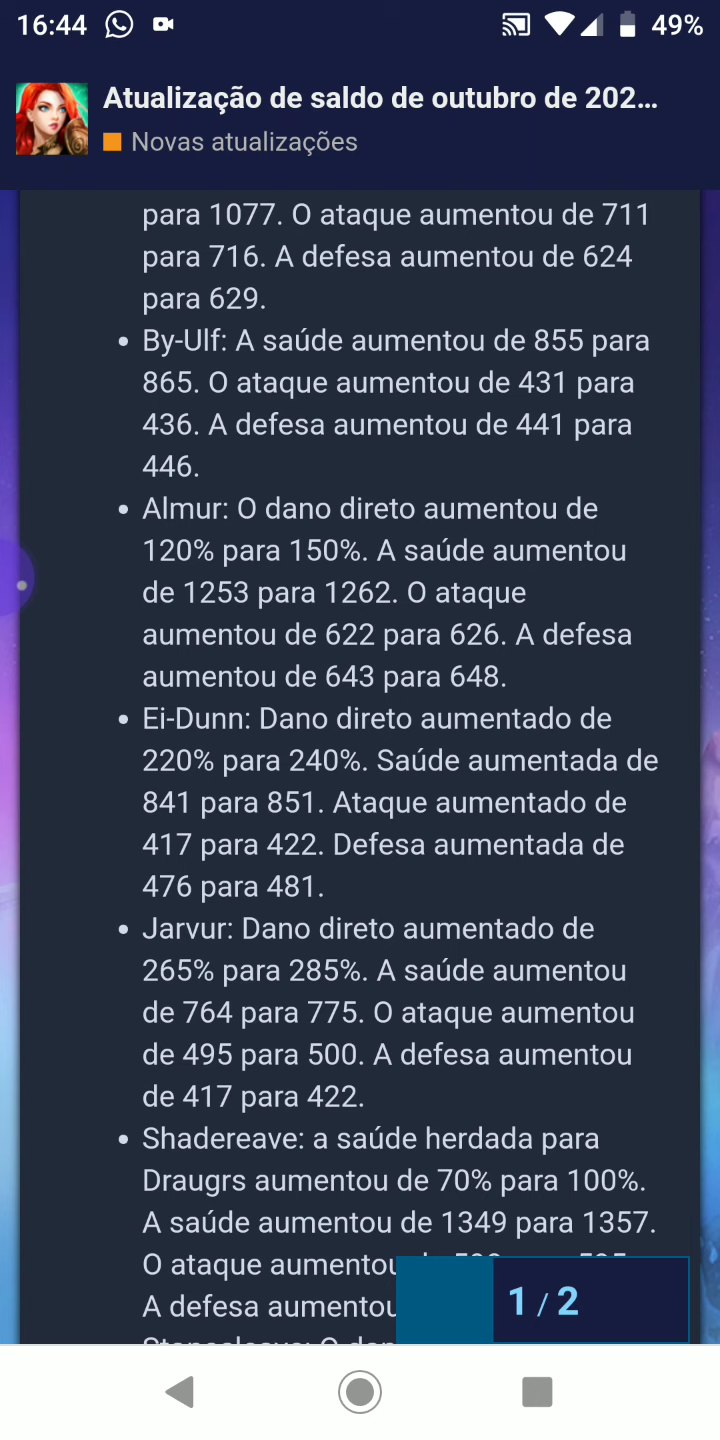 16:44
49%
Atualização de saldo de outubro de 202...
Novas atualizações
para 1077. O ataque aumentou de 711
para 716. A defesa aumentou de 624
para 629.
• By-Ulf: A saúde aumentou de 855 para
865. O ataque aumentou de 431 para
436. A defesa aumentou de 441 para
446.
• Almur: O dano direto aumentou de
120% para 150%. A saúde aumentou
de 1253 para 1262. O ataque
aumentou de 622 para 626. A defesa
aumentou de 643 para 648.
• Ei-Dunn: Dano direto aumentado de
220% para 240%. Saúde aumentada de
841 para 851. Ataque aumentado de
417 para 422. Defesa aumentada de
476 para 481.
• Jarvur: Dano direto aumentado de
265% para 285%. A saúde aumentou
de 764 para 775. O ataque aumentou
de 495 para 500. A defesa aumentou
de 417 para 422.
• Shadereave: a saúde herdada para
Draugrs aumentou de 70% para 100%.
A saúde aumentou de 1349 para 1357.
O ataque aumentou
A defesa aumentou
1 / 2